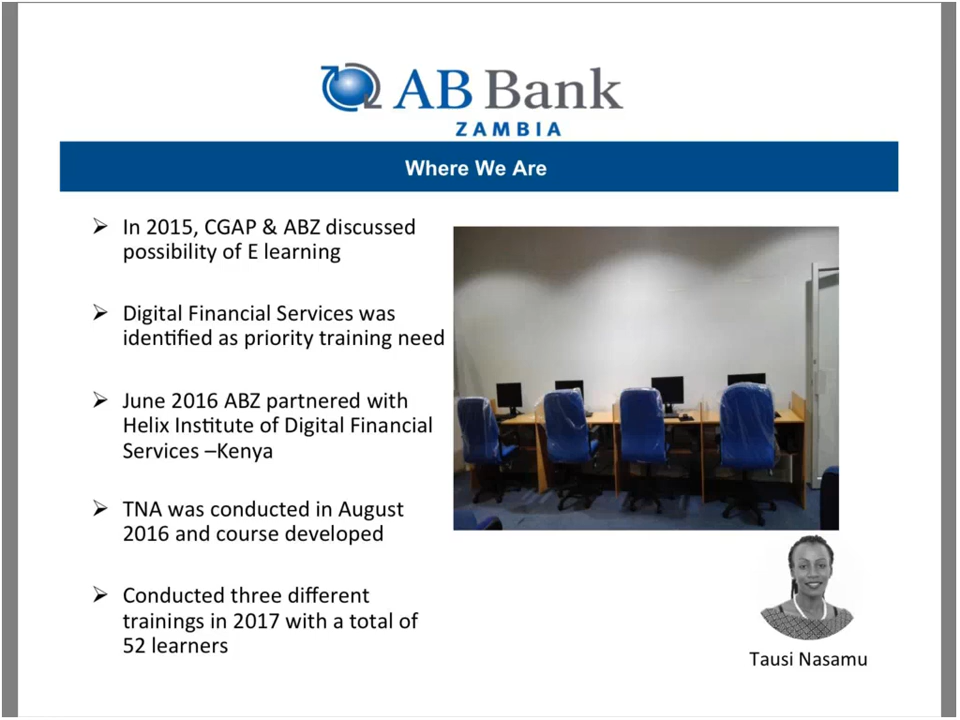 AB Bank
ZAMBIA
Where We Are
➢ In 2015, CGAP & ABZ discussed
possibility of E learning
➢ Digital Financial Services was
identified as priority training need
➢ June 2016 ABZ partnered with
Helix Institute of Digital Financial
Services –Kenya
➢ TNA was conducted in August
2016 and course developed
➢ Conducted three different
trainings in 2017 with a total of
52 learners
Tausi Nasamu